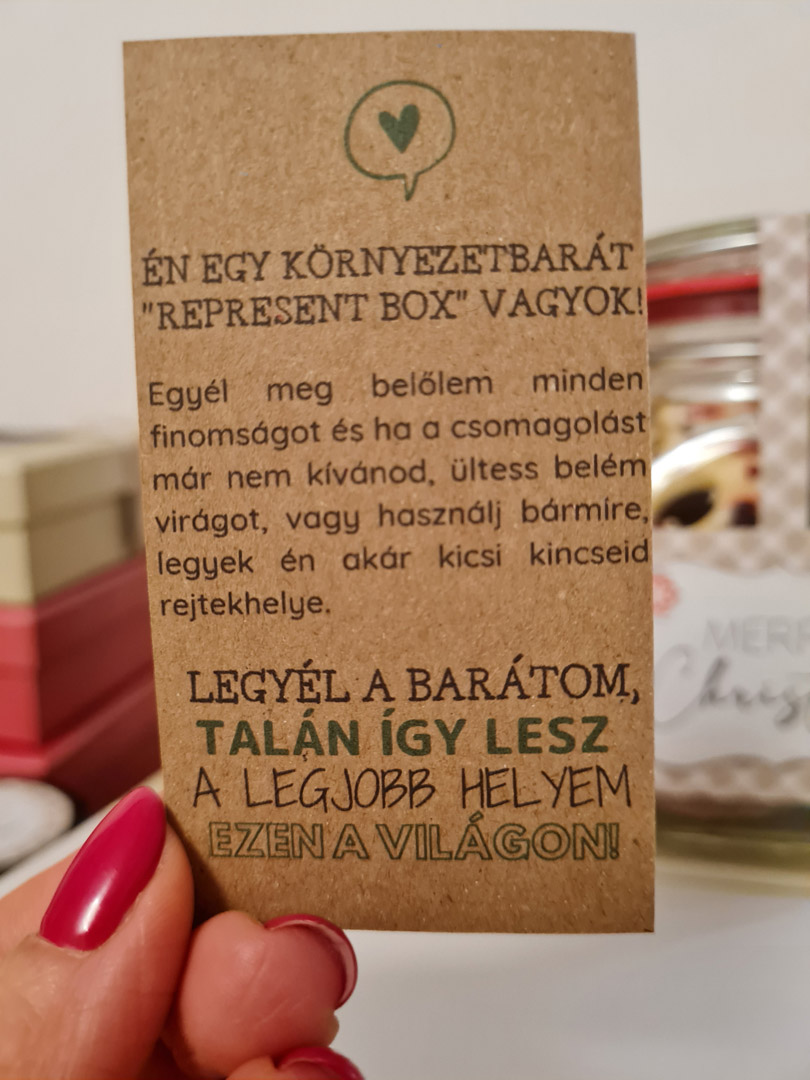 ÉN EGY KÖRNYEZETBARÁT
"REPRESENT BOX" VAGYOK!
Egyél meg belőlem minden
finomságot és ha a csomagolást
már nem kívánod, ültess belém
virágot, vagy használj bármire,
legyek én akár kicsi kincseid
rejtekhelye.
LEGYÉL A BARÁTOM,
TALÁN ÍGY LESZ
A LEGJOBB HELYEM
EZEN A VILÁGON!